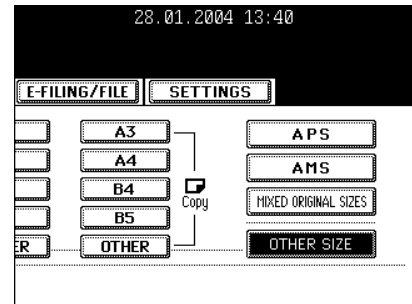 28.01.2004 13:40
E-FILING/FILE SETTINGS
A3 APS
A4 AMS
B4 Copy MIXED ORIGINAL SIZES
B5
ER OTHER OTHER SIZE